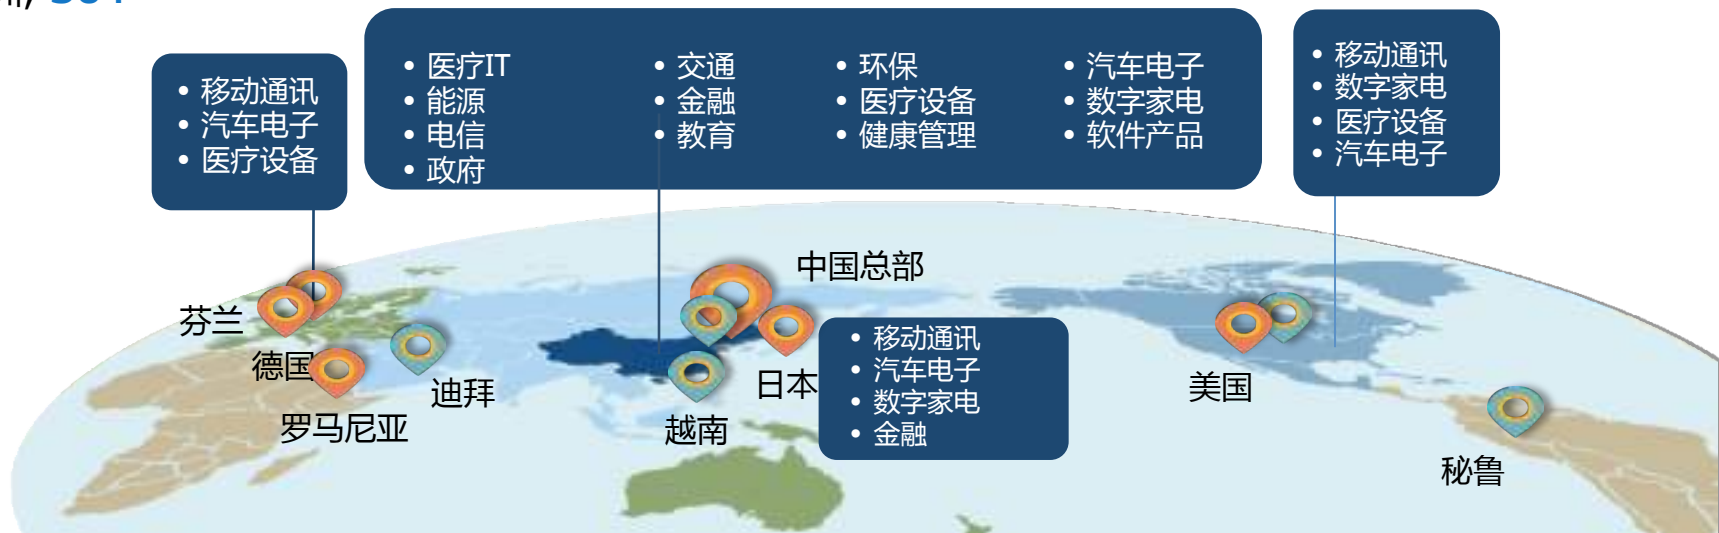 移动通讯
汽车电子
医疗设备
医疗IT
能源
电信
政府
交通
金融
教育
环保
医疗设备
健康管理
汽车电子
数字家电
软件产品
移动通讯
数字家电
医疗设备
汽车电子
中国总部
芬兰
德国
罗马尼亚
迪拜
越南
日本
移动通讯
汽车电子
数字家电
金融
美国
秘鲁